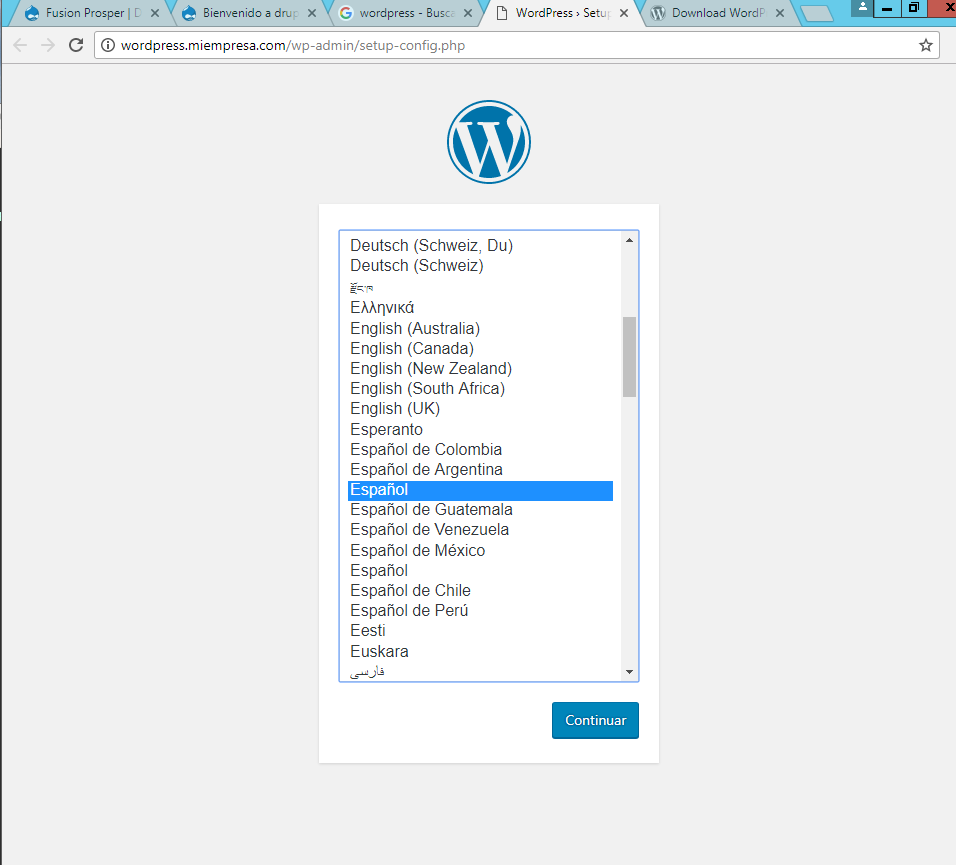 Fusion Prosper | D
Bienvenido a drup
wordpress - Busca
WordPress › Setup
Download WordP
wordpress.miempresa.com/wp-admin/setup-config.php
Deutsch (Schweiz, Du)
Deutsch (Schweiz)
རྫོང་ཁ
Ελληνικά
English (Australia)
English (Canada)
English (New Zealand)
English (South Africa)
English (UK)
Esperanto
Español de Colombia
Español de Argentina
Español
Español de Guatemala
Español de Venezuela
Español de México
Español
Español de Chile
Español de Perú
Eesti
Euskara
فارسی
Continuar